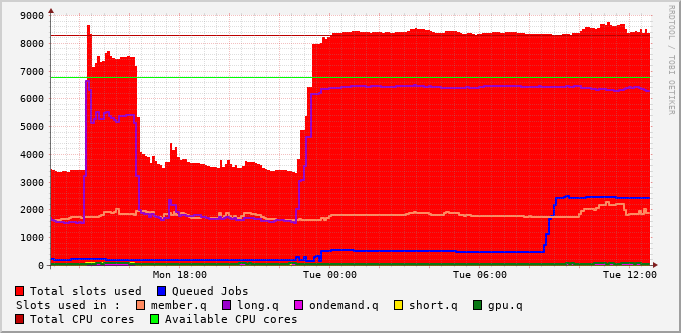 9000
8000
7000
6000
5000
4000
3000
2000
1000
0
Mon 18:00 Tue 00:00 Tue 06:00 Tue 12:00
Total slots used Queued Jobs
Slots used in : member.q long.q ondemand.q short.q gpu.q
Total CPU cores Available CPU cores
RRDTOOL / TOBI OETIKER